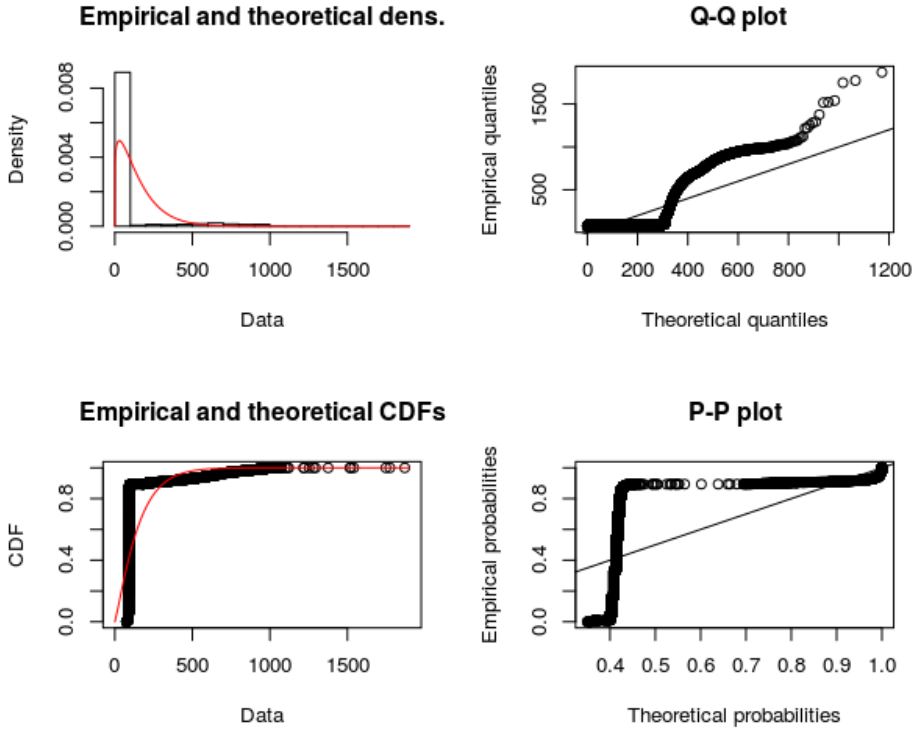 Empirical and theoretical dens.
Density
0.000
0.004
0.008
0
500
1000
1500
Data
Q-Q plot
Empirical quantiles
500
1500
0
200
400
600
800
1200
Theoretical quantiles
Empirical and theoretical CDFs
CDF
0.0
0.4
0.8
0
500
1000
1500
Data
P-P plot
Empirical probabilities
0.0
0.4
0.8
0.4
0.5
0.6
0.7
0.8
0.9
1.0
Theoretical probabilities